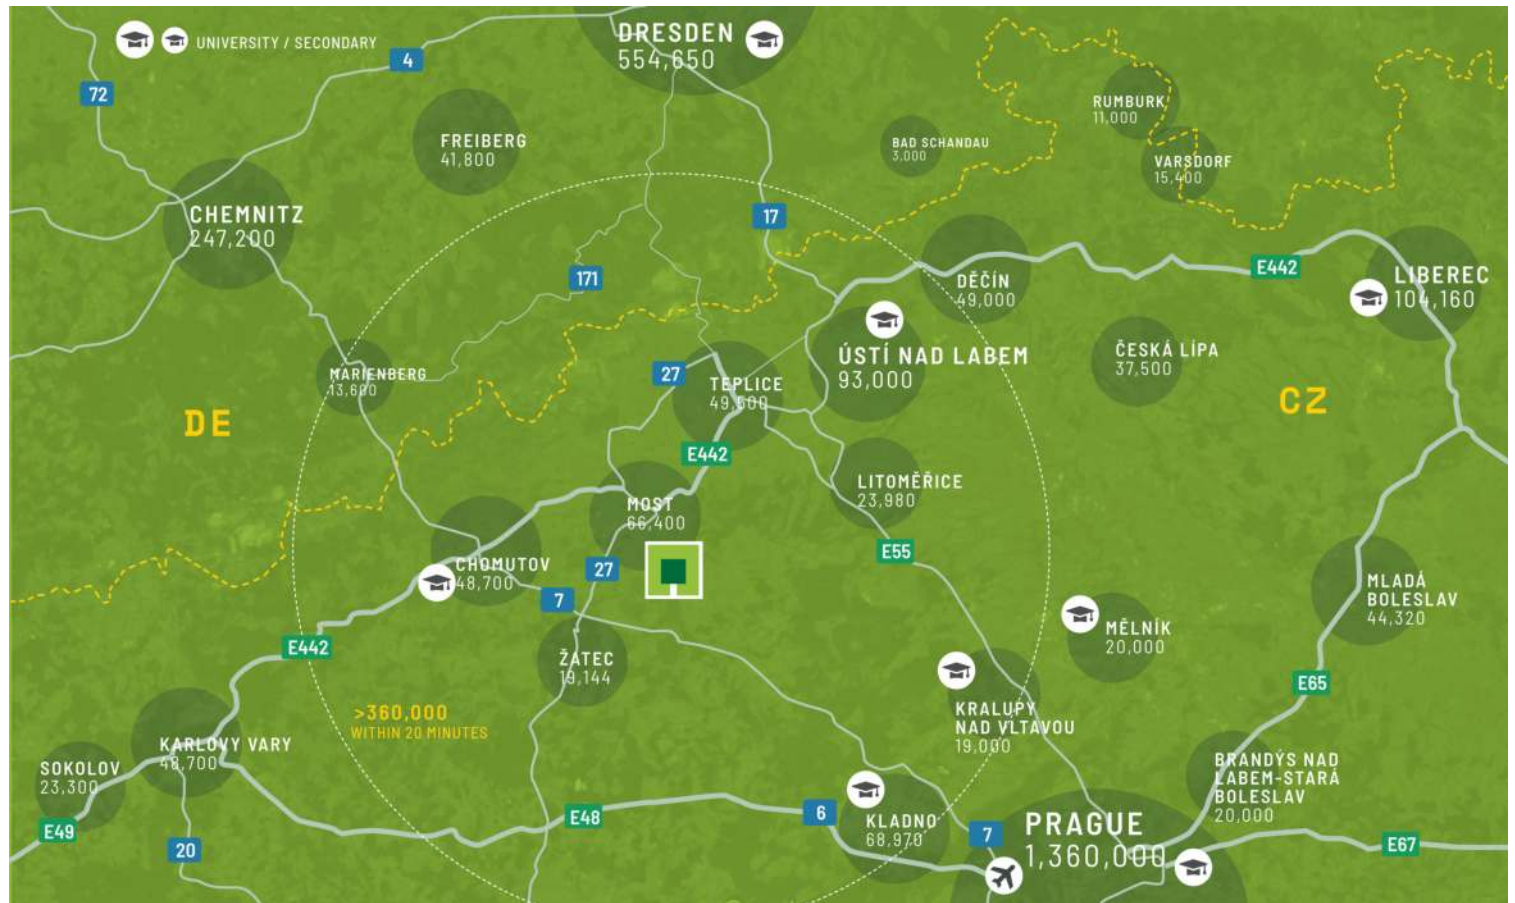 UNIVERSITY / SECONDARY
DRESDEN
554,650
4
72
RUMBURK
11,000
FREIBERG
41,800
BAD SCHANDAU
3,000
VARSDORF
15,400
CHEMNITZ
247,200
17
171
E442
DĚČÍN
49,000
LIBEREC
104,160
ÚSTÍ NAD LABEM
93,000
ČESKÁ LÍPA
37,500
MARIENBERG
13,600
27
TEPLICE
49,500
DE
CZ
E442
LITOMĚŘICE
23,980
MOST
66,400
E55
CHOMUTOV
48,700
27
7
MLADÁ
BOLESLAV
44,320
MĚLNÍK
20,000
E442
ŽATEC
19,144
E65
>360,000
WITHIN 20 MINUTES
KRALUPY
NAD VLTAVOU
19,000
KARLOVY VARY
48,700
SOKOLOV
23,300
BRANDÝS NAD
LABEM-STARÁ
BOLESLAV
20,000
E49
20
E48
6
KLADNO
68,970
7
PRAGUE
1,360,000
E67